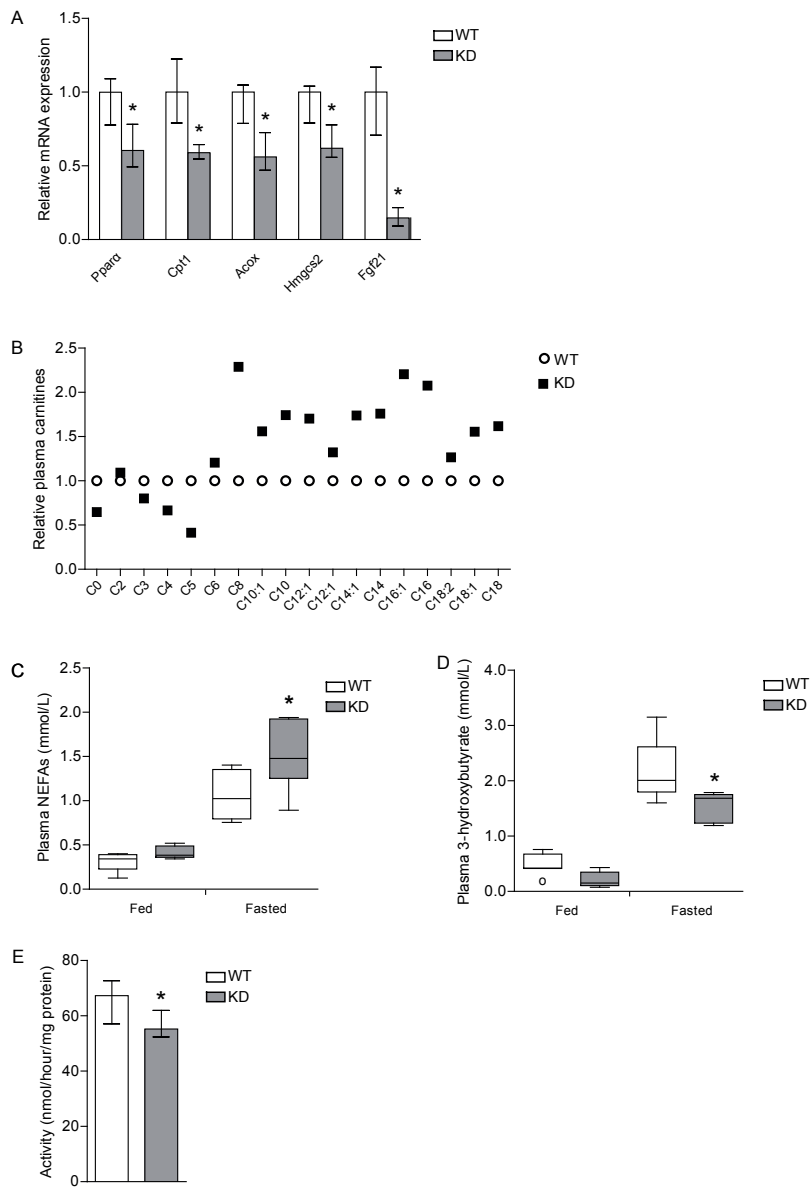 A
1.5
1.0
0.5
0.0
Relative mRNA expression
* * * * *
Pparα Cpt1 Acox Hmgcs2 Fgf21
WT
KD
B
2.5
2.0
1.5
1.0
0.5
0.0
Relative plasma carnitines
C0 C2 C3 C4 C5 C6 C8 C10:1 C10 C12:1 C12:1 C14:1 C14 C16:1 C16 C18:2 C18:1 C18
WT
KD
C
2.5
2.0
1.5
1.0
0.5
0.0
Plasma NEFAs (mmol/L)
*
Fed Fasted
WT
KD
D
4.0
3.0
2.0
1.0
0.0
Plasma 3-hydroxybutyrate (mmol/L)
*
Fed Fasted
WT
KD
E
80
60
40
20
0
Activity (nmol/hour/mg protein)
*
WT
KD